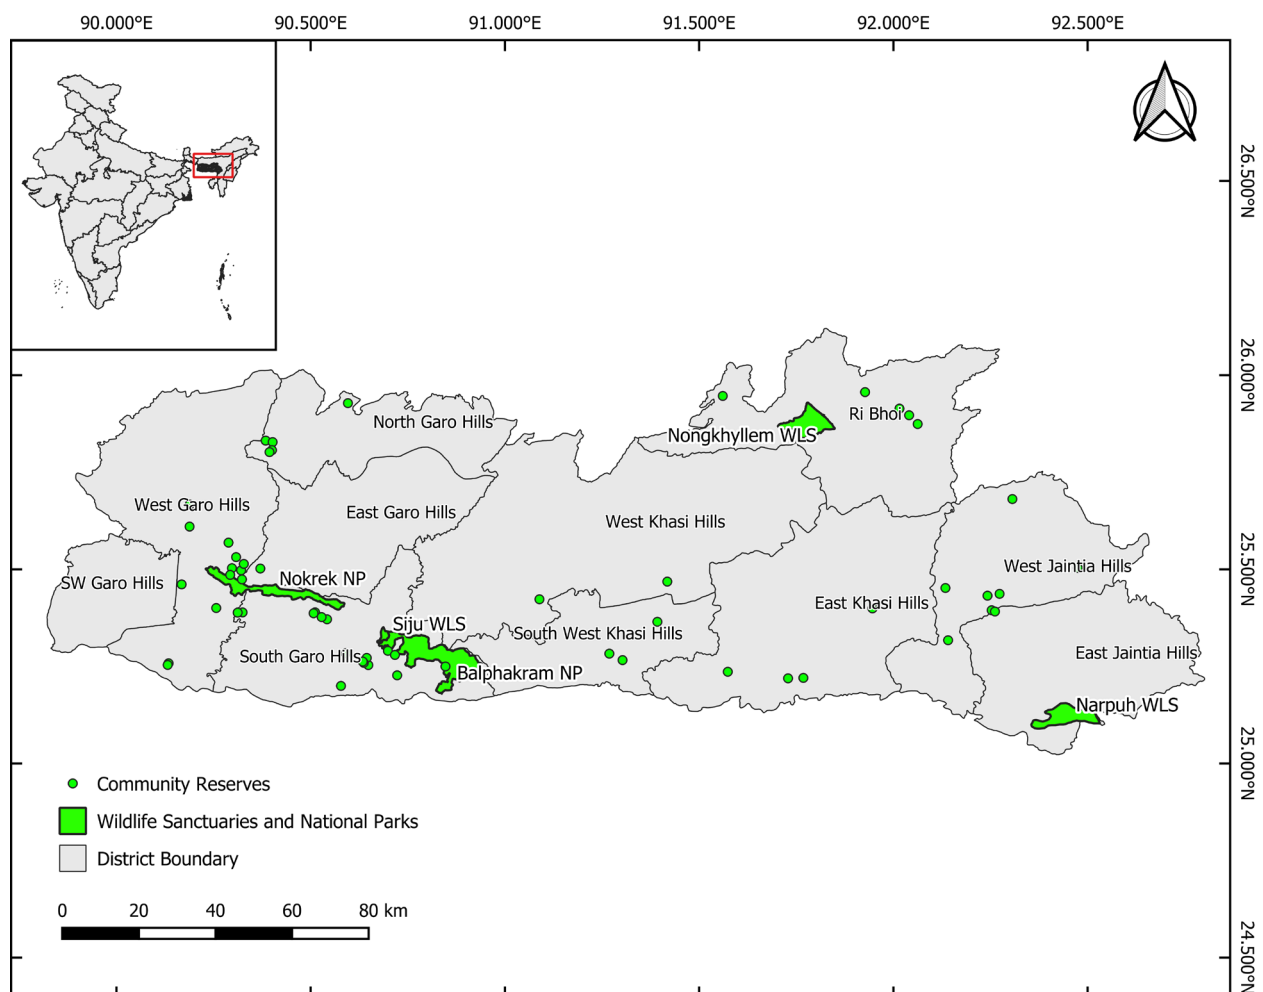 90.000°E 90.500°E 91.000°E 91.500°E 92.000°E 92.500°E
26.500°N
26.000°N
North Garo Hills
Ri Bhoi
Nongkhyllem WLS
West Garo Hills
East Garo Hills
West Khasi Hills
25.500°N
West Jaintia Hills
SW Garo Hills
Nokrek NP
East Khasi Hills
Siju WLS
South West Khasi Hills
South Garo Hills
East Jaintia Hills
Balphakram NP
Narpuh WLS
25.000°N
Community Reserves
Wildlife Sanctuaries and National Parks
District Boundary
0 20 40 60 80 km
24.500°N